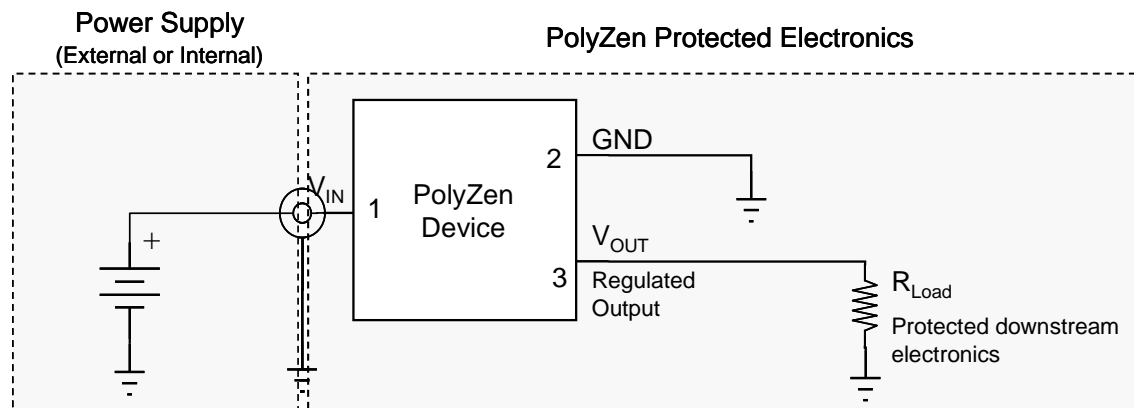 Power Supply
(External or Internal)
PolyZen Protected Electronics
2
GND
VIN
1
PolyZen
Device
VOUT
3
Regulated
Output
+
RLoad
Protected downstream
electronics